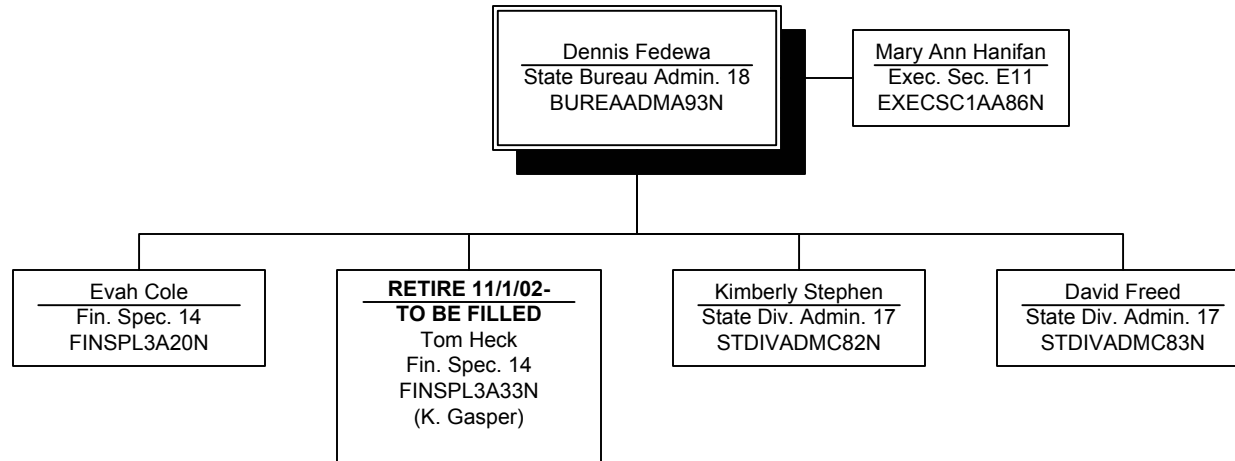 Dennis Fedewa
State Bureau Admin. 18
BUREAADMA93N
Mary Ann Hanifan
Exec. Sec. E11
EXECSC1AA86N
Evah Cole
Fin. Spec. 14
FINSPL3A20N
RETIRE 11/1/02-
TO BE FILLED
Tom Heck
Fin. Spec. 14
FINSPL3A33N
(K. Gasper)
Kimberly Stephen
State Div. Admin. 17
STDIVADMC82N
David Freed
State Div. Admin. 17
STDIVADMC83N